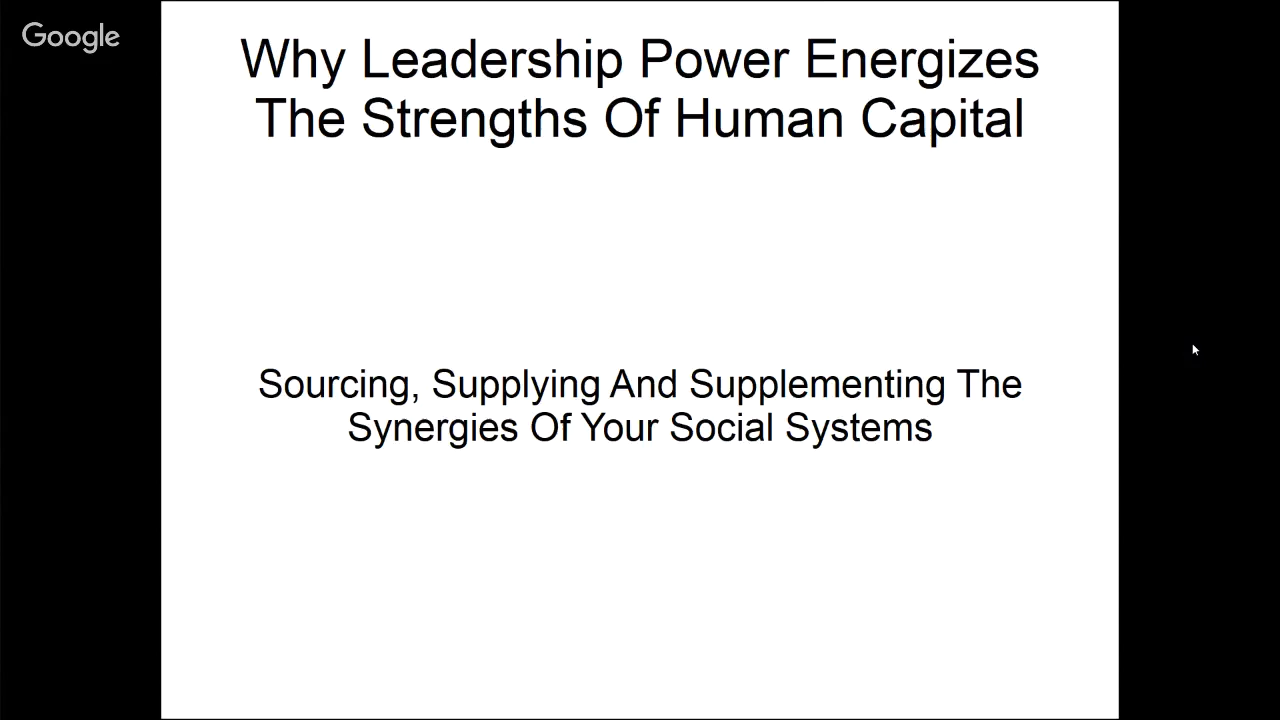 Google
Why Leadership Power Energizes
The Strengths Of Human Capital
Sourcing, Supplying And Supplementing The
Synergies Of Your Social Systems